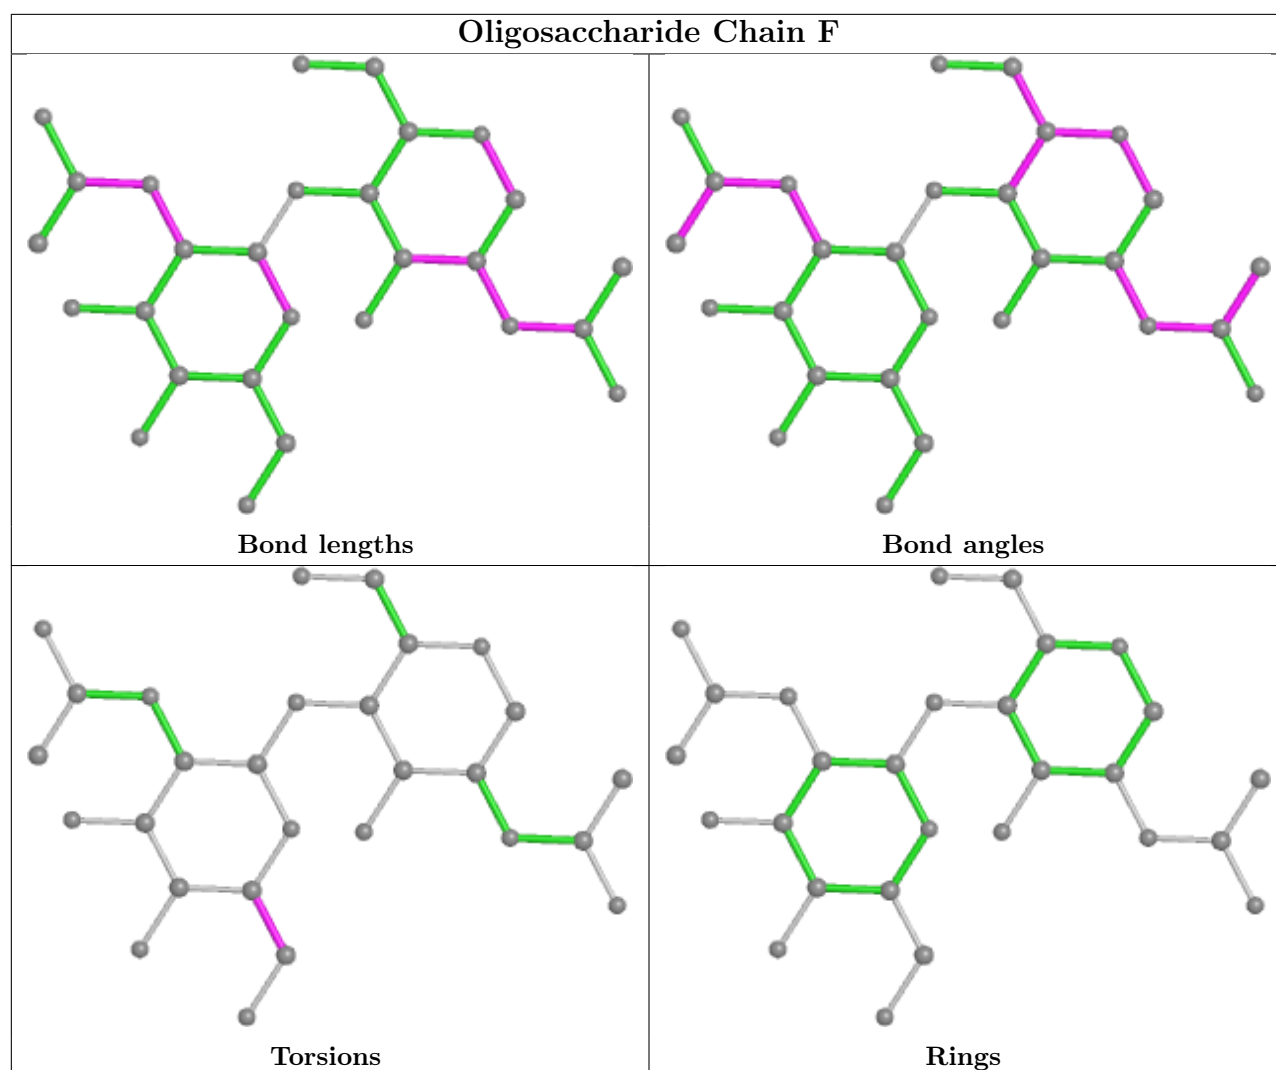 Oligosaccharide Chain F
Bond lengths
Bond angles
Torsions
Rings